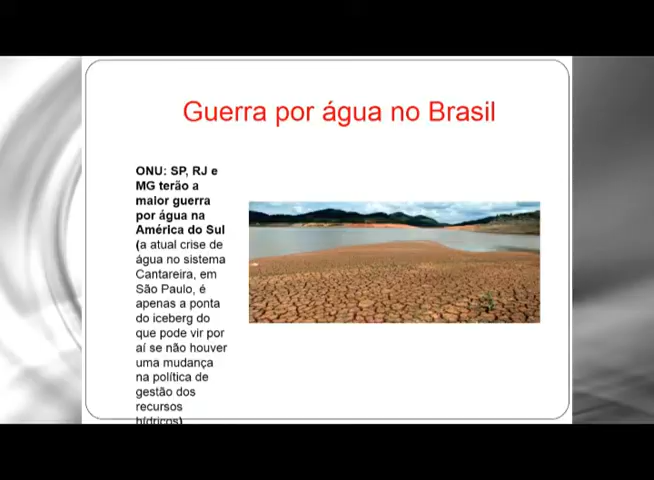 Guerra por água no Brasil
ONU: SP, RJ e
MG terão a
maior guerra
por água na
América do Sul
(a atual crise de
água no sistema
Cantareira, em
São Paulo, é
apenas a ponta
do iceberg do
que pode vir por
aí se não houver
uma mudança
na política de
gestão dos
recursos
hídricos)